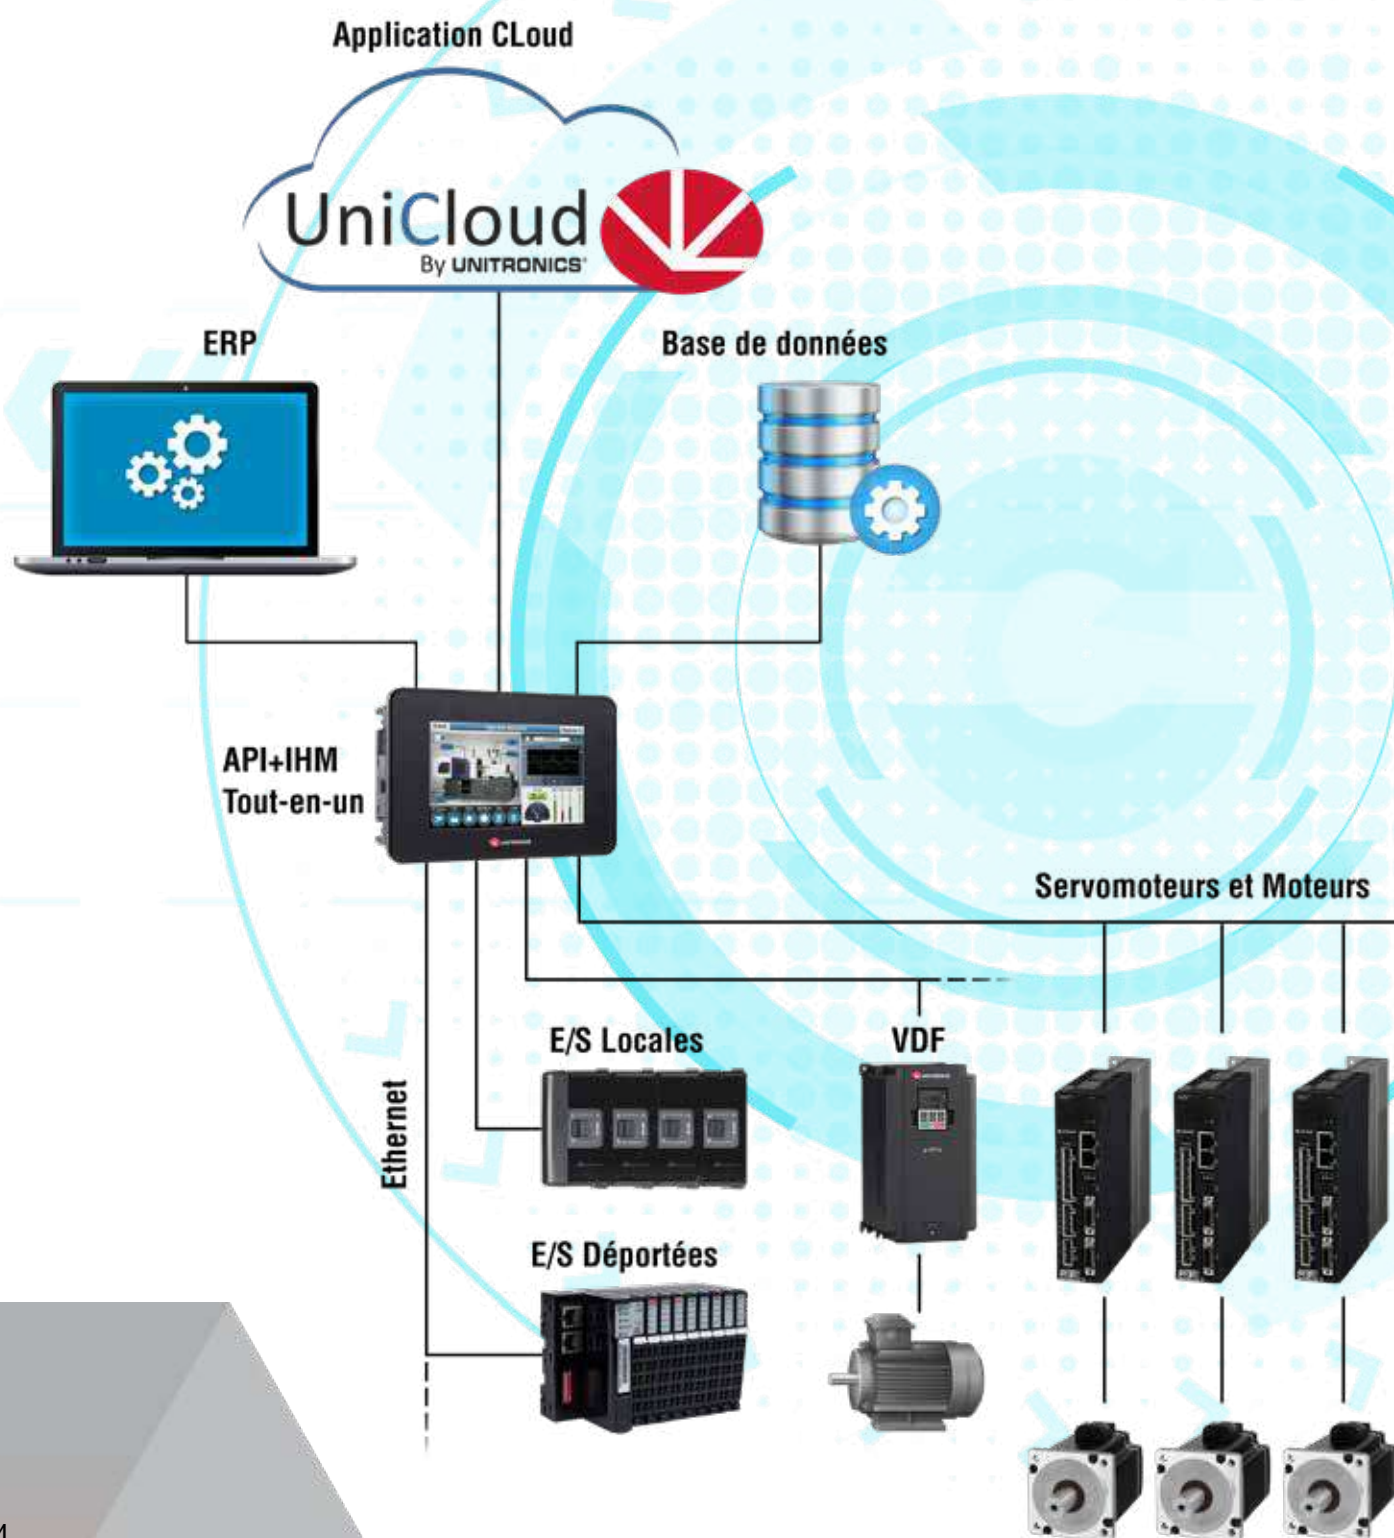 Application CLoud
UniCloud
By UNITRONICS
ERP
Base de données
API+IHM
Tout-en-un
Servomoteurs et Moteurs
E/S Locales
VDF
Ethernet
E/S Déportées